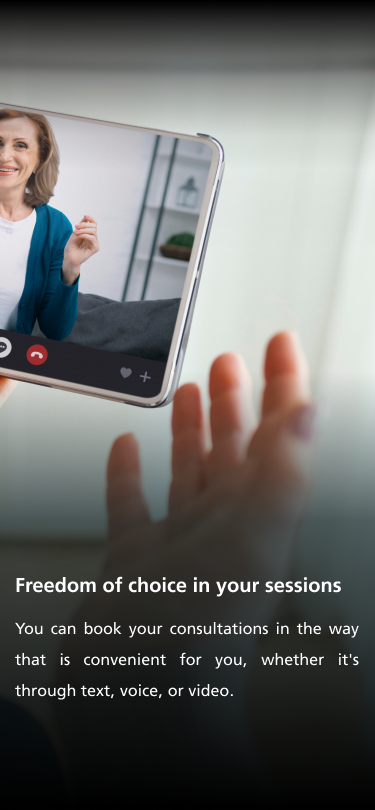 Freedom of choice in your sessions
You can book your consultations in the way
that is convenient for you, whether it's
through text, voice, or video.